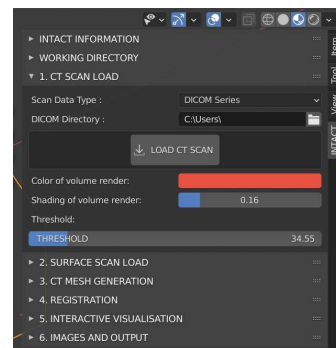 INTACT INFORMATION
WORKING DIRECTORY
1. CT SCAN LOAD
Scan Data Type :
DICOM Series
DICOM Directory :
C:\Users\
LOAD CT SCAN
Color of volume render:
Shading of volume render:
0.16
Threshold:
THRESHOLD
34.55
2. SURFACE SCAN LOAD
3. CT MESH GENERATION
4. REGISTRATION
5. INTERACTIVE VISUALISATION
6. IMAGES AND OUTPUT
Item
Tool
View
INTACT